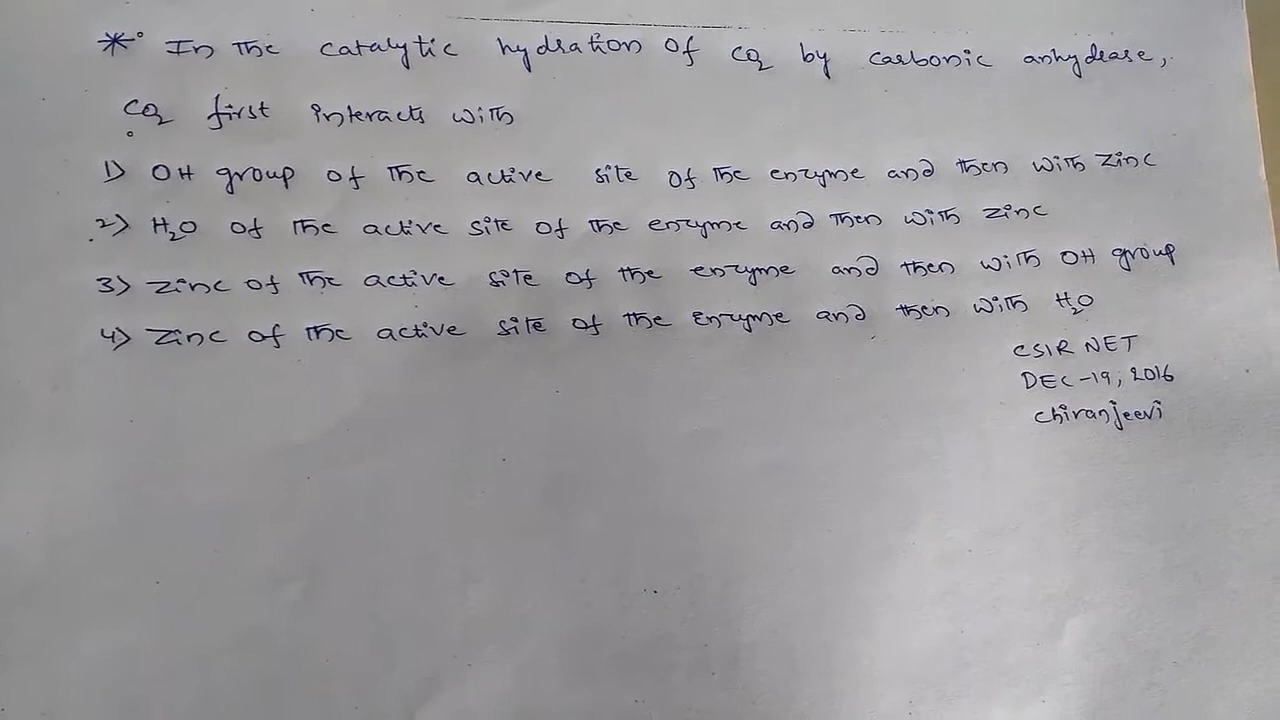 * In The catalytic hydration of CO2 by carbonic anhydrase,
CO2 first interacts with
1) OH group of The active site of The enzyme and then with zinc
2) H2O of The active site of The enzyme and then with zinc
3) zinc of The active site of the enzyme and then with OH group
4) zinc of The active site of the Enzyme and then with H2O
CSIR NET
DEC-19, 2016
chiranjeevi